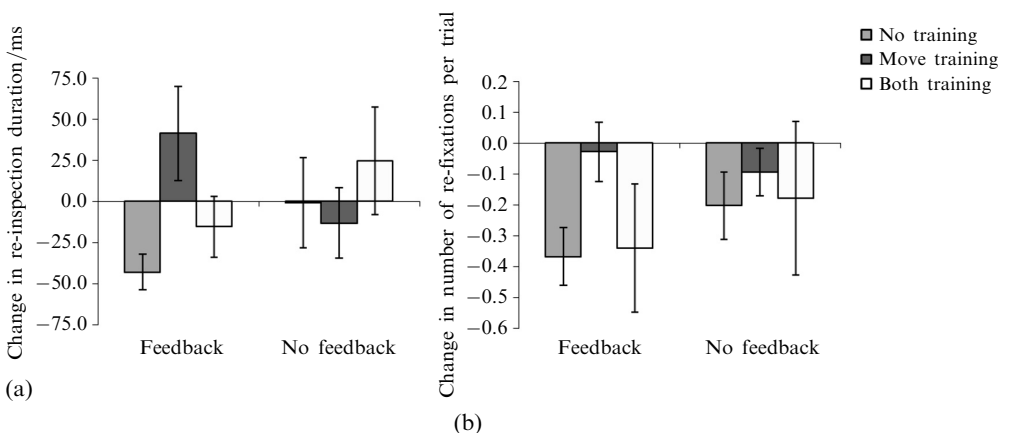 No training
Move training
Both training
Change in re-inspection duration/ms
75.0
50.0
25.0
0.0
−25.0
−50.0
−75.0
Feedback
No feedback
(a)
Change in number of re-fixations per trial
0.2
0.1
0.0
−0.1
−0.2
−0.3
−0.4
−0.5
−0.6
Feedback
No feedback
(b)